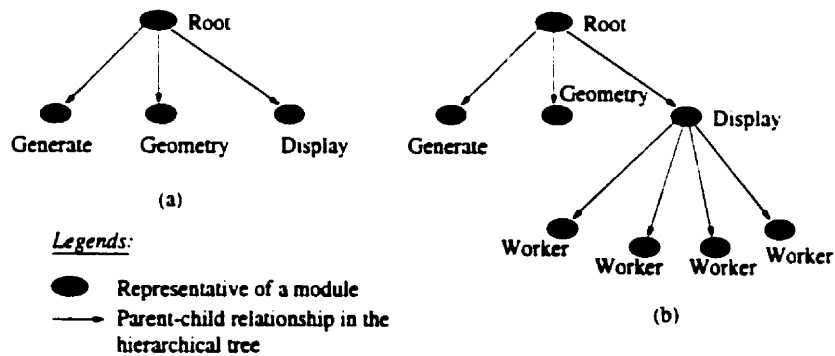 Root
Generate
Geometry
Display
(a)
Root
Geometry
Generate
Display
Worker
Worker
Worker
Worker
(b)
Legends:
Representative of a module
Parent-child relationship in the
hierarchical tree